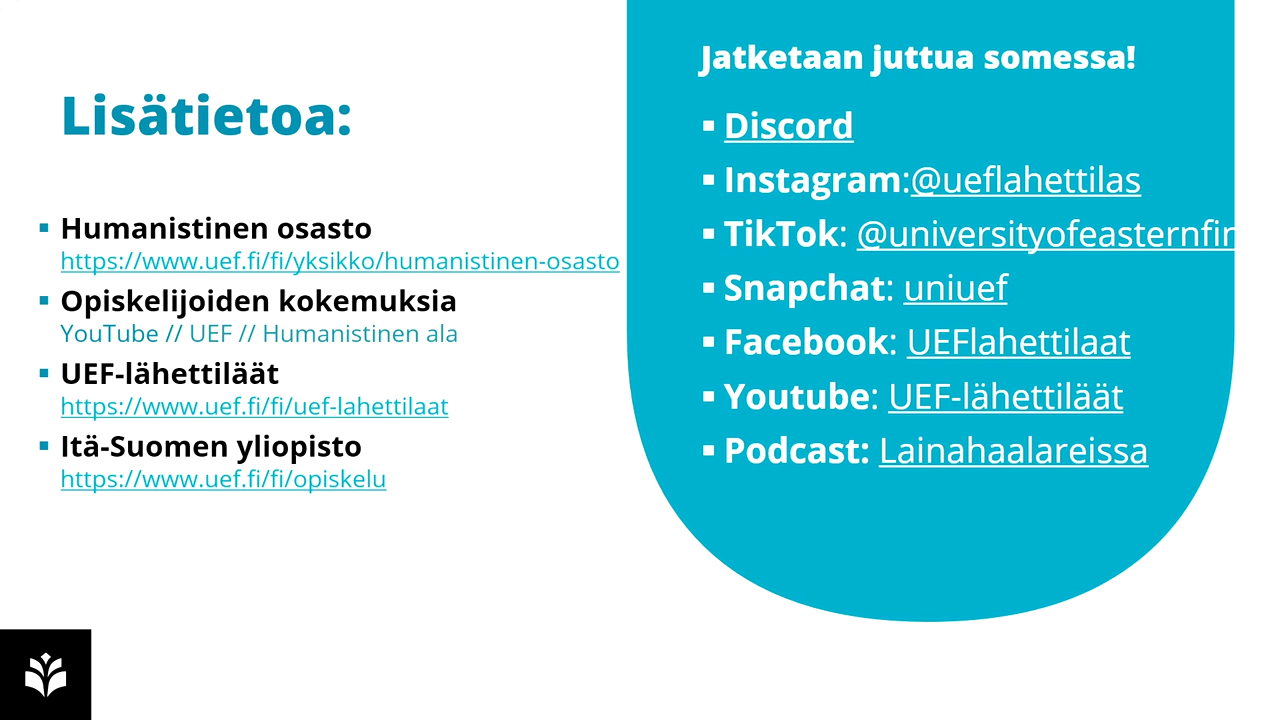 Lisätietoa:
▪ Humanistinen osasto
https://www.uef.fi/fi/yksikko/humanistinen-osasto
▪ Opiskelijoiden kokemuksia
YouTube // UEF // Humanistinen ala
▪ UEF-lähettiläät
https://www.uef.fi/fi/uef-lahettilaat
▪ Itä-Suomen yliopisto
https://www.uef.fi/fi/opiskelu
Jatketaan juttua somessa!
▪ Discord
▪ Instagram:@ueflahettilas
▪ TikTok:
▪ Snapchat: uniuef
▪ Facebook: UEFlahettilaat
▪ Youtube: UEF-lähettiläät
▪ Podcast: Lainahaalareissa